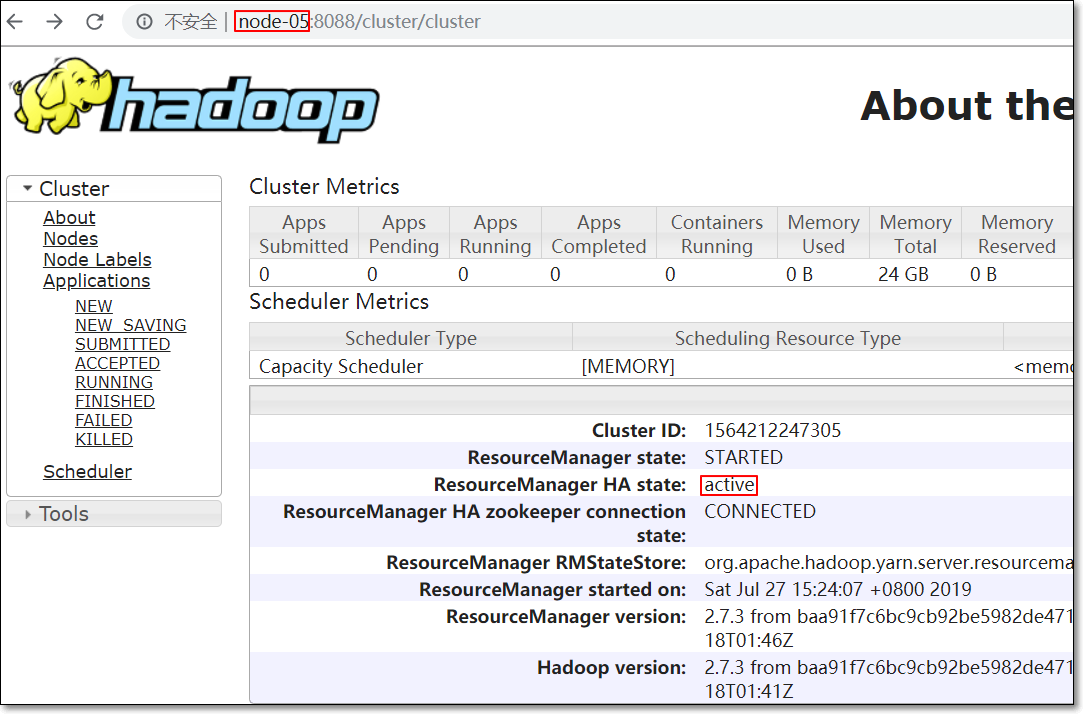 不安全 | node-05:8088/cluster/cluster
hadoop
About the
Cluster
About
Nodes
Node Labels
Applications
NEW
NEW_SAVING
SUBMITTED
ACCEPTED
RUNNING
FINISHED
FAILED
KILLED
Scheduler
Tools
Cluster Metrics
Apps Submitted Apps Pending Apps Running Apps Completed Containers Running Memory Used Memory Total Memory Reserved
0 0 0 0 0 0 B 24 GB 0 B
Scheduler Metrics
Scheduler Type Scheduling Resource Type
Capacity Scheduler [MEMORY] <memo
Cluster ID: 1564212247305
ResourceManager state: STARTED
ResourceManager HA state: active
ResourceManager HA zookeeper connection state: CONNECTED
ResourceManager RMStateStore: org.apache.hadoop.yarn.server.resourcema
ResourceManager started on: Sat Jul 27 15:24:07 +0800 2019
ResourceManager version: 2.7.3 from baa91f7c6bc9cb92be5982de471
18T01:46Z
Hadoop version: 2.7.3 from baa91f7c6bc9cb92be5982de471
18T01:41Z